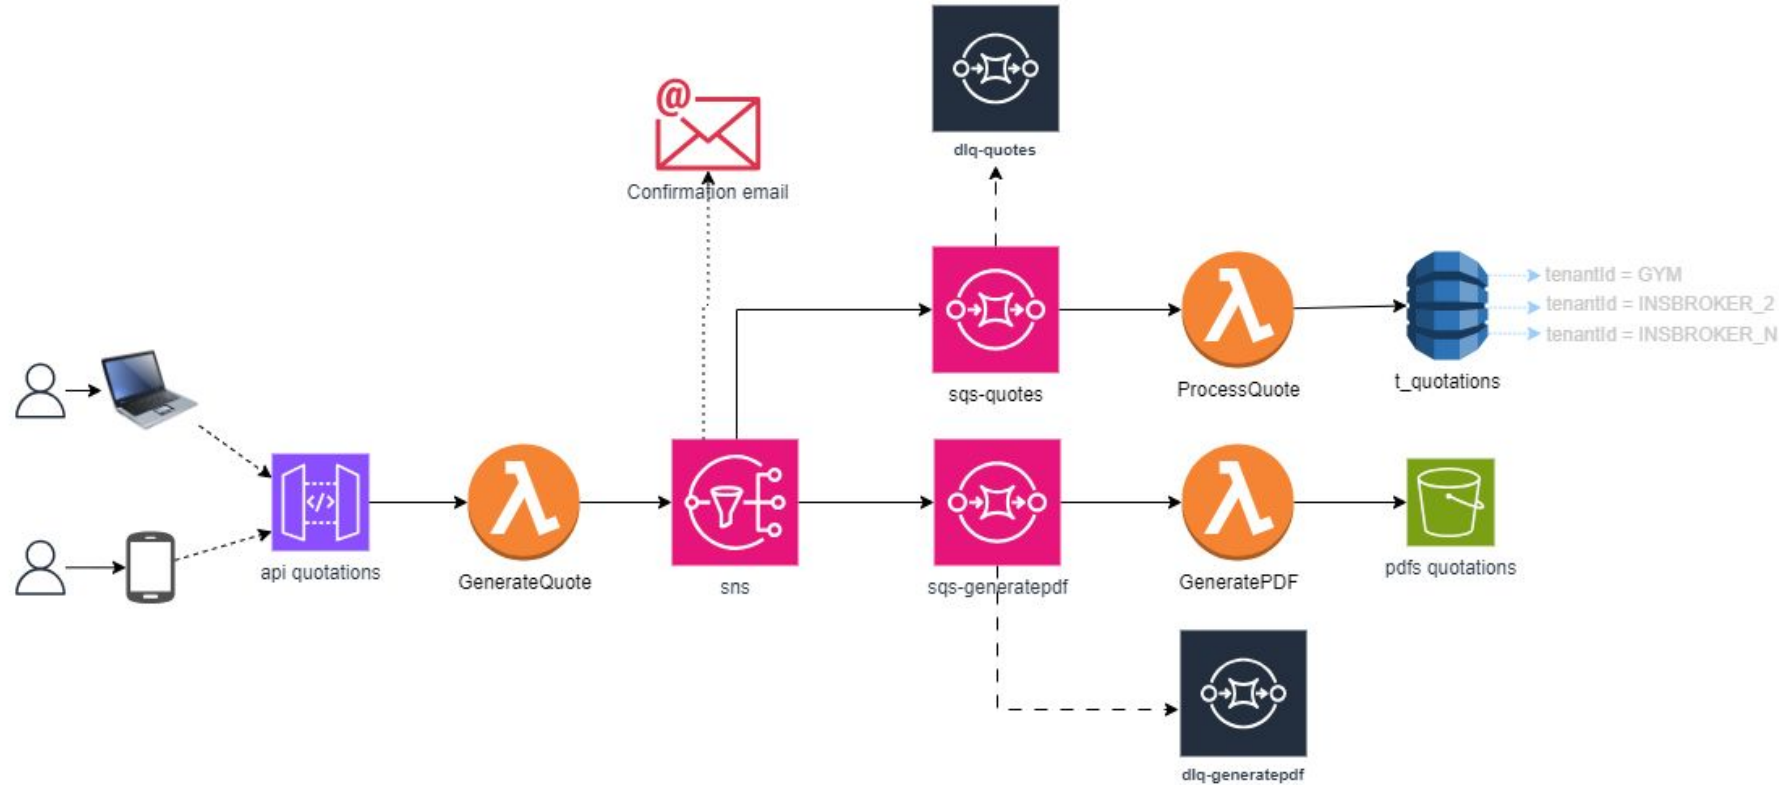 dlq-quotes
Confirmation email
tenantId = GYM
tenantId = INSBROKER_2
tenantId = INSBROKER_N
sqs-quotes
ProcessQuote
t_quotations
api quotations
GenerateQuote
sns
sqs-generatepdf
GeneratePDF
pdfs quotations
dlq-generatepdf